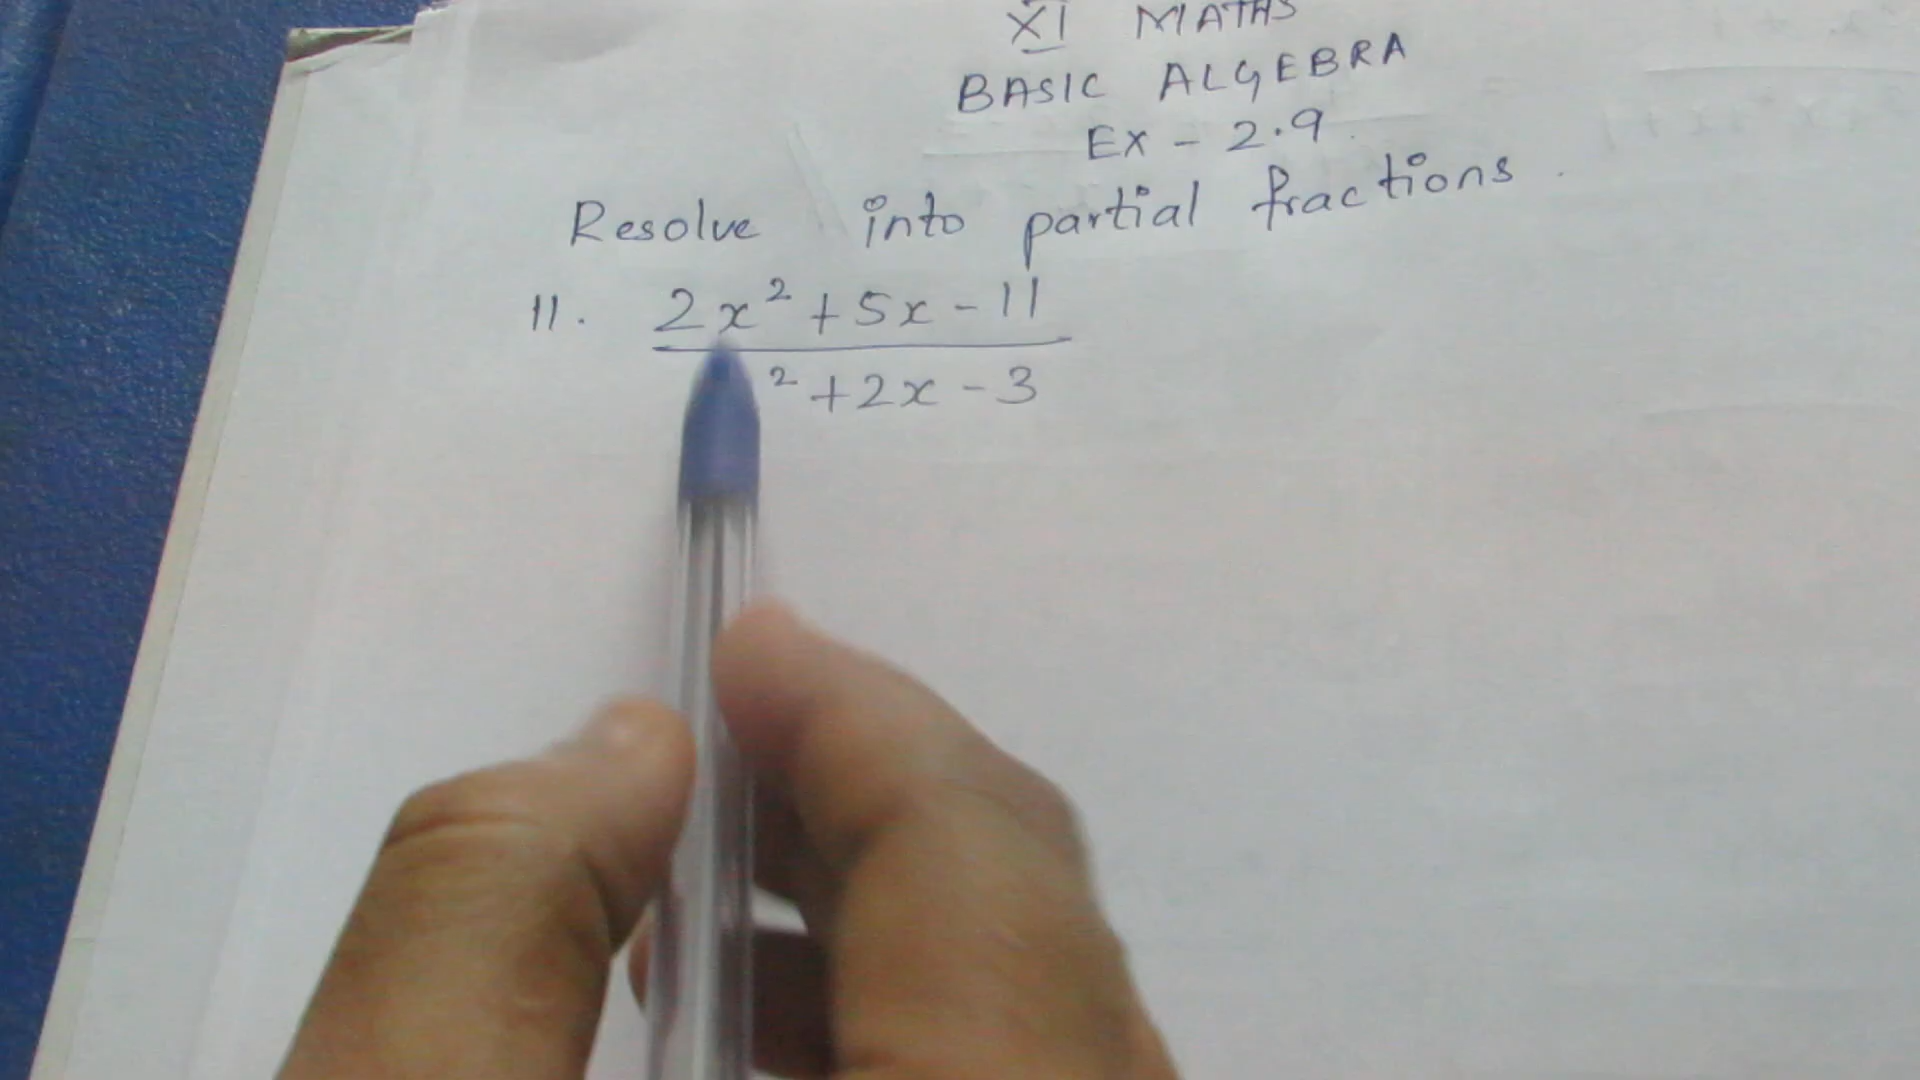 XI MATHS
BASIC ALGEBRA
EX - 2.9
Resolve into partial fractions.
11. 2x² + 5x - 11
² + 2x - 3